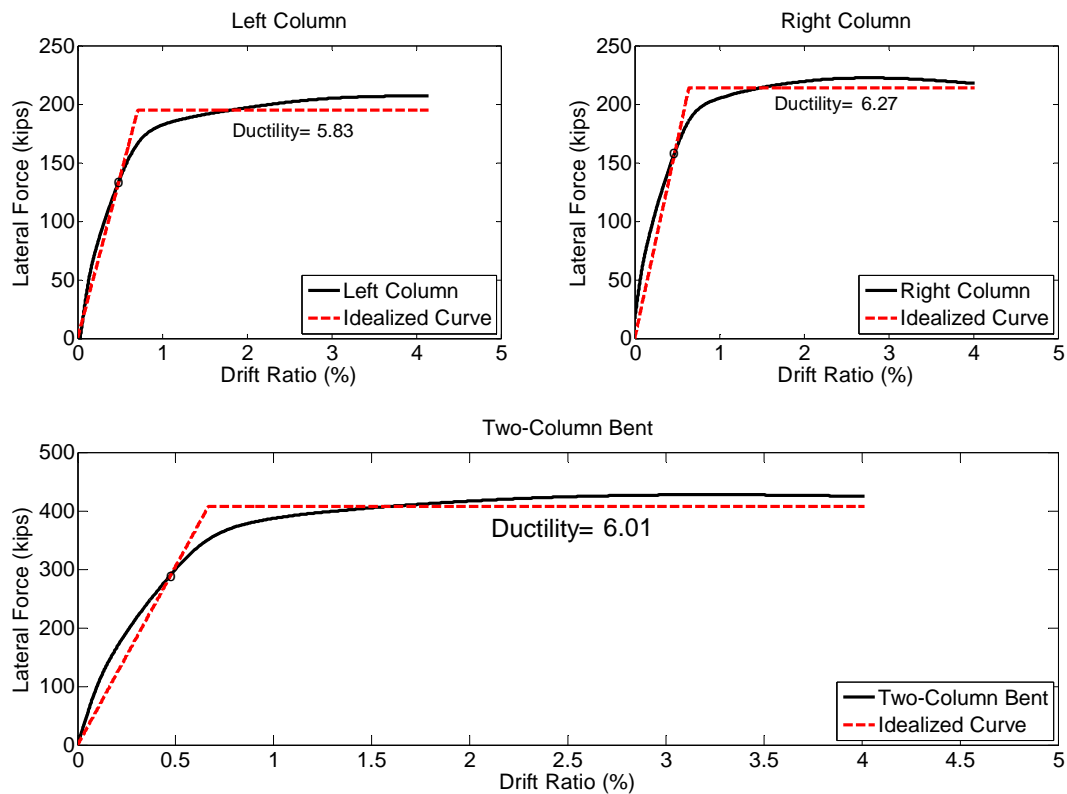 Left Column
250
200
150
100
50
0
Lateral Force (kips)
Ductility= 5.83
Left Column
Idealized Curve
0 1 2 3 4 5
Drift Ratio (%)
Right Column
250
200
150
100
50
0
Lateral Force (kips)
Ductility= 6.27
Right Column
Idealized Curve
0 1 2 3 4 5
Drift Ratio (%)
Two-Column Bent
500
400
300
200
100
0
Lateral Force (kips)
Ductility= 6.01
Two-Column Bent
Idealized Curve
0 0.5 1 1.5 2 2.5 3 3.5 4 4.5 5
Drift Ratio (%)